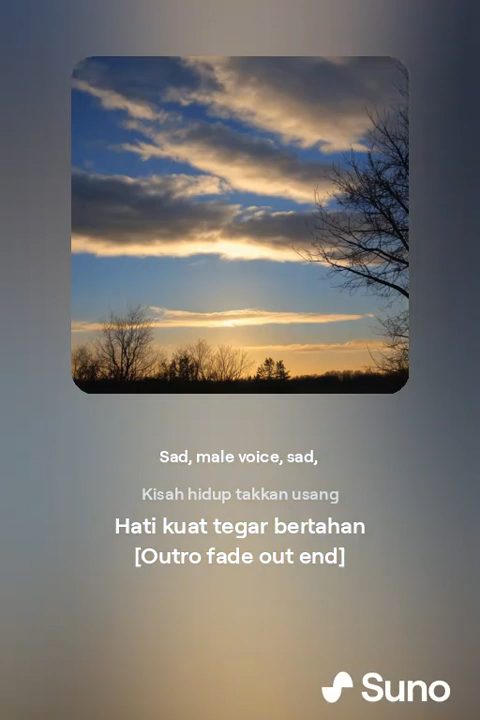 Sad, male voice, sad,
Kisah hidup takkan usang
Hati kuat tegar bertahan
[Outro fade out end]
Suno